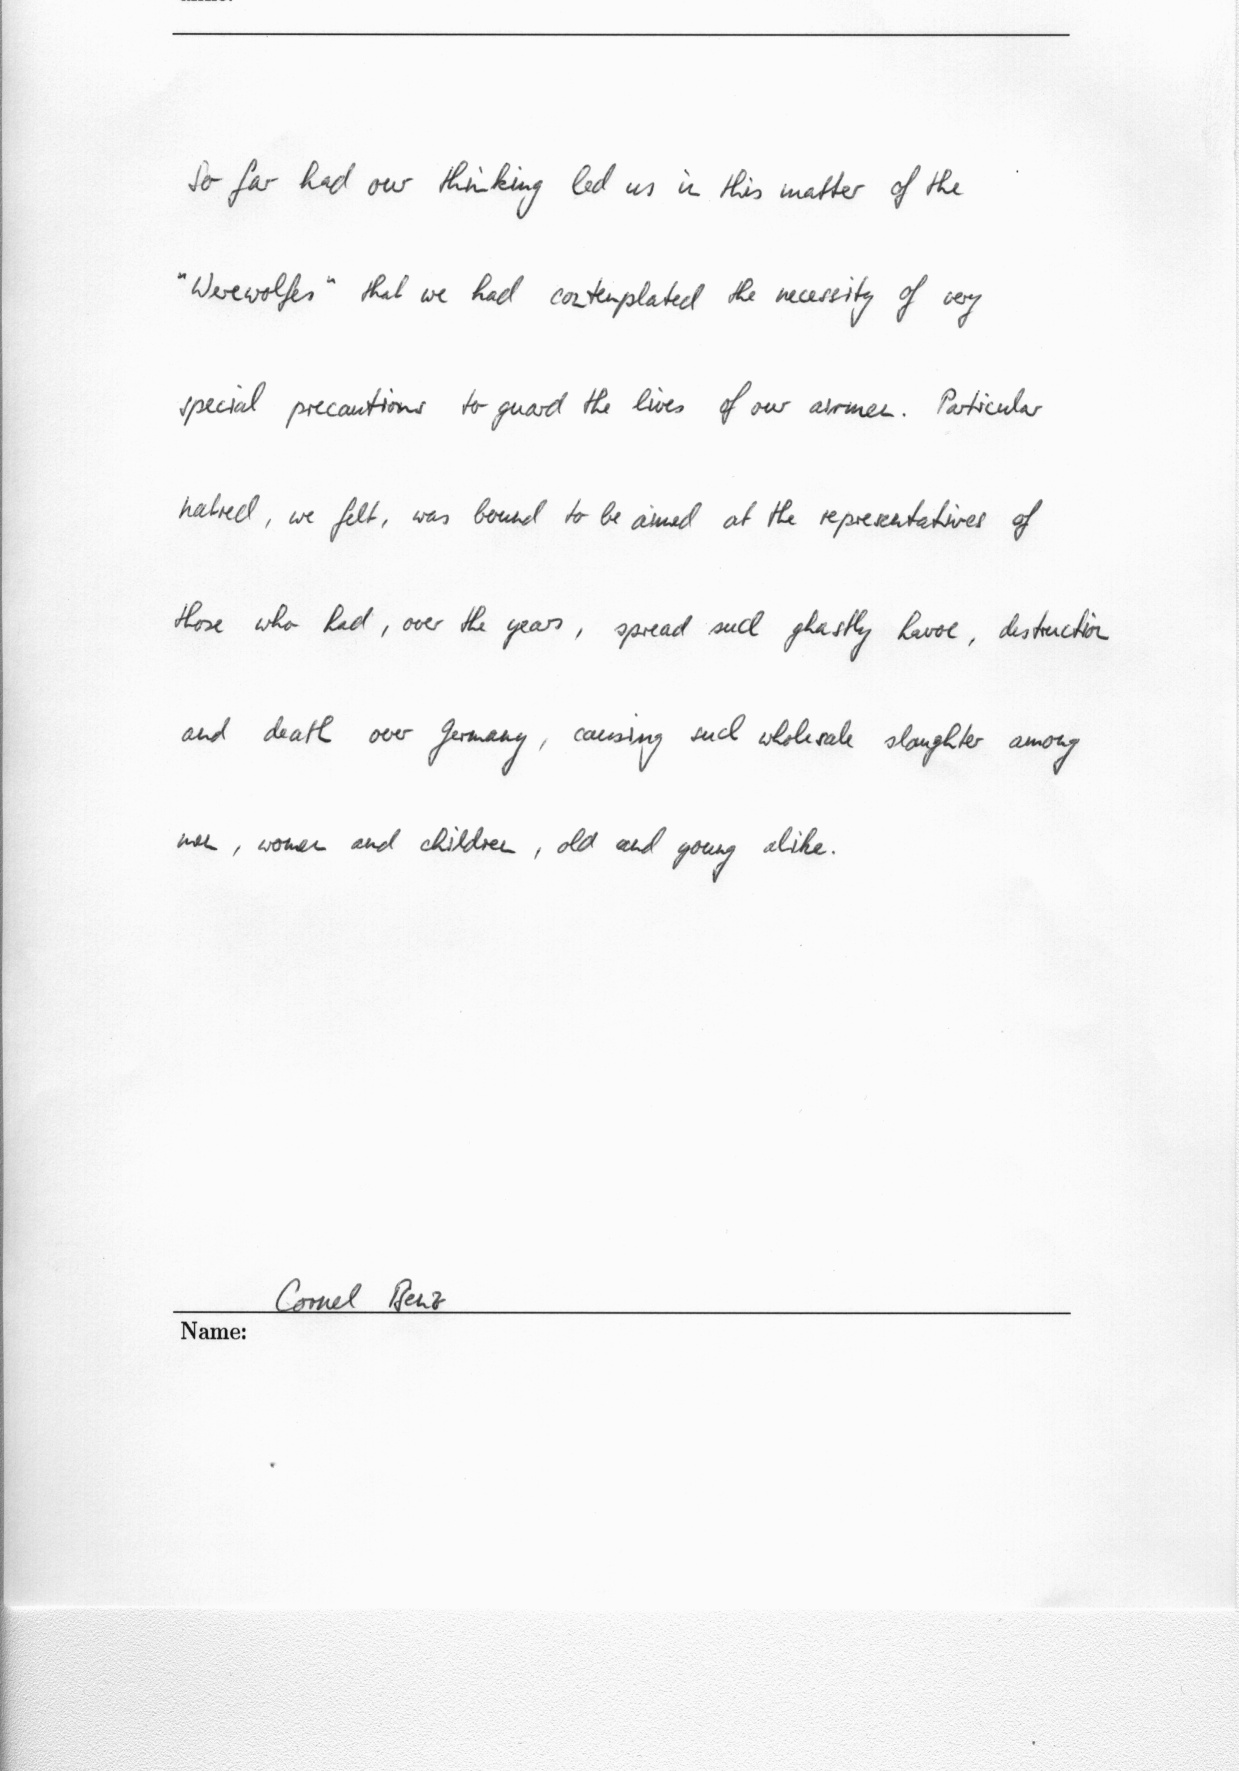 So far had our thinking led us in this matter of the
"Werewolfes" that we had contemplated the necessity of very
special precautions to guard the lives of our airmen. Particular
hatred, we felt, was bound to be aimed at the representatives of
those who had, over the years, spread such ghastly havoc, destruction
and death over Germany, causing such wholesale slaughter among
men, women and children, old and young alike.
Cornel Benz
Name: